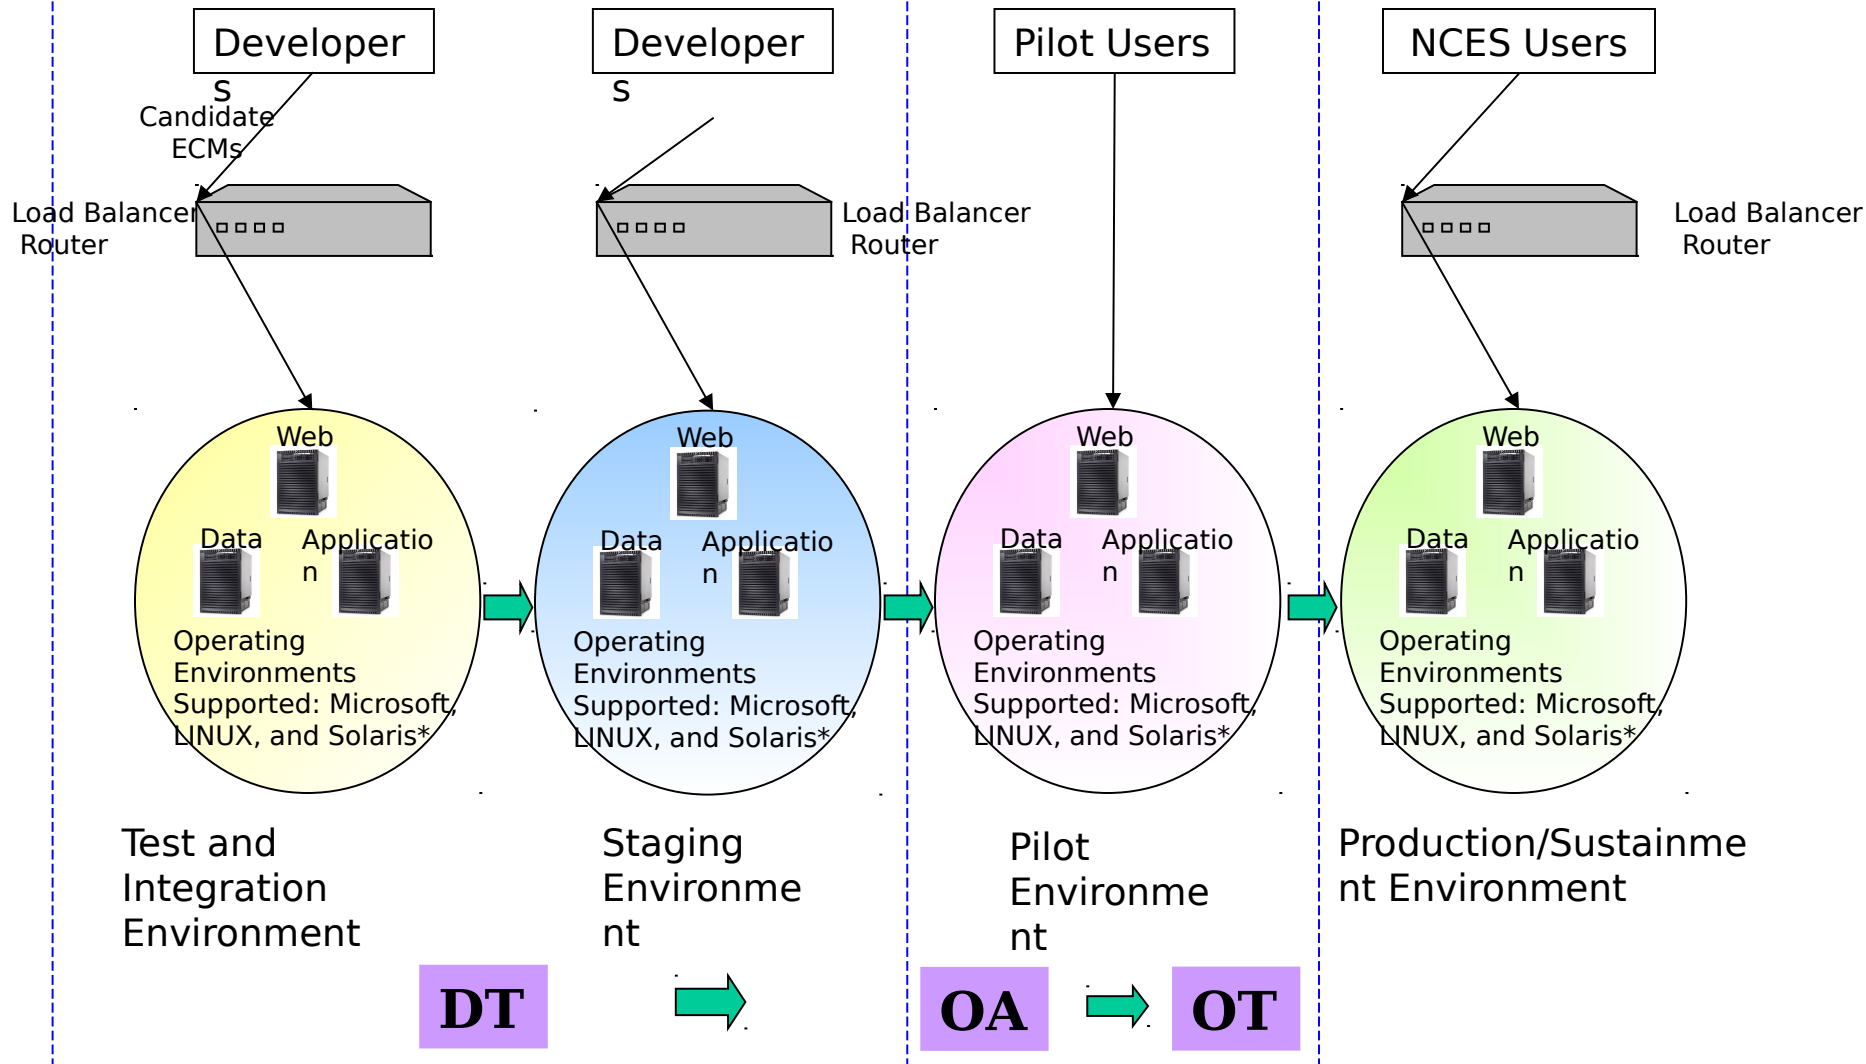 Developer
s
Developer
s
Pilot Users
NCES Users
Candidate
ECMs
Load Balancer
Router
Load Balancer
Router
Load Balancer
Router
Web
Data
Applicatio
n
Operating
Environments
Supported: Microsoft,
LINUX, and Solaris*
Web
Data
Applicatio
n
Operating
Environments
Supported: Microsoft,
LINUX, and Solaris*
Web
Data
Applicatio
n
Operating
Environments
Supported: Microsoft,
LINUX, and Solaris*
Web
Data
Applicatio
n
Operating
Environments
Supported: Microsoft,
LINUX, and Solaris*
Test and
Integration
Environment
Staging
Environme
nt
Pilot
Environme
nt
Production/Sustainme
nt Environment
DT
OA
OT